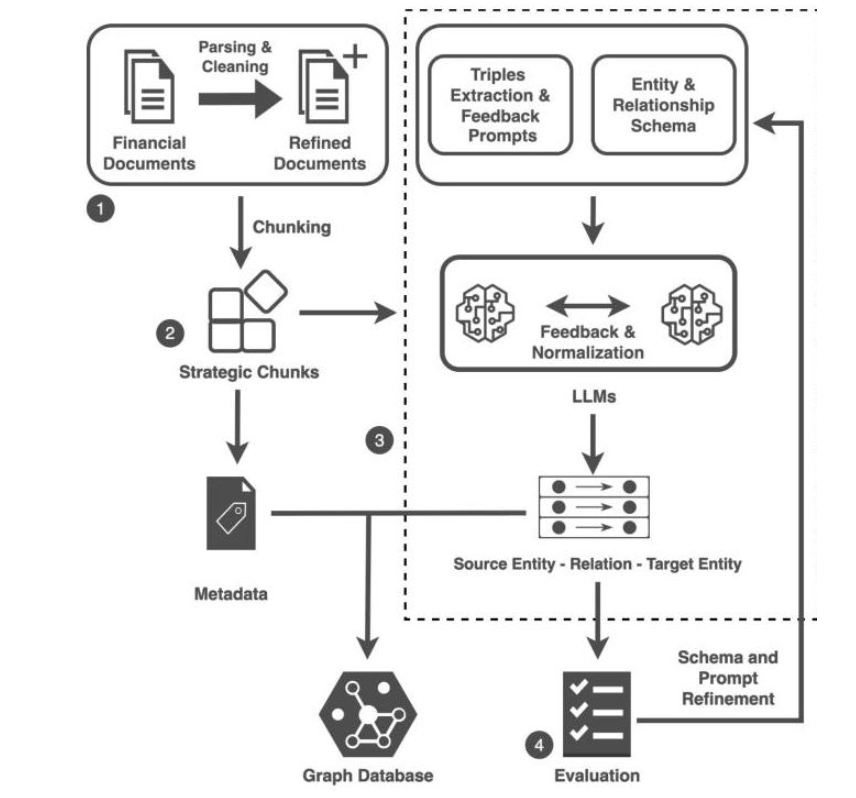 Parsing &
Cleaning
Financial
Documents
Refined
Documents
1
Chunking
2
Strategic Chunks
Metadata
Triples
Extraction &
Feedback
Prompts
Entity &
Relationship
Schema
Feedback &
Normalization
LLMs
3
Source Entity - Relation - Target Entity
Schema and
Prompt
Refinement
Graph Database
4
Evaluation